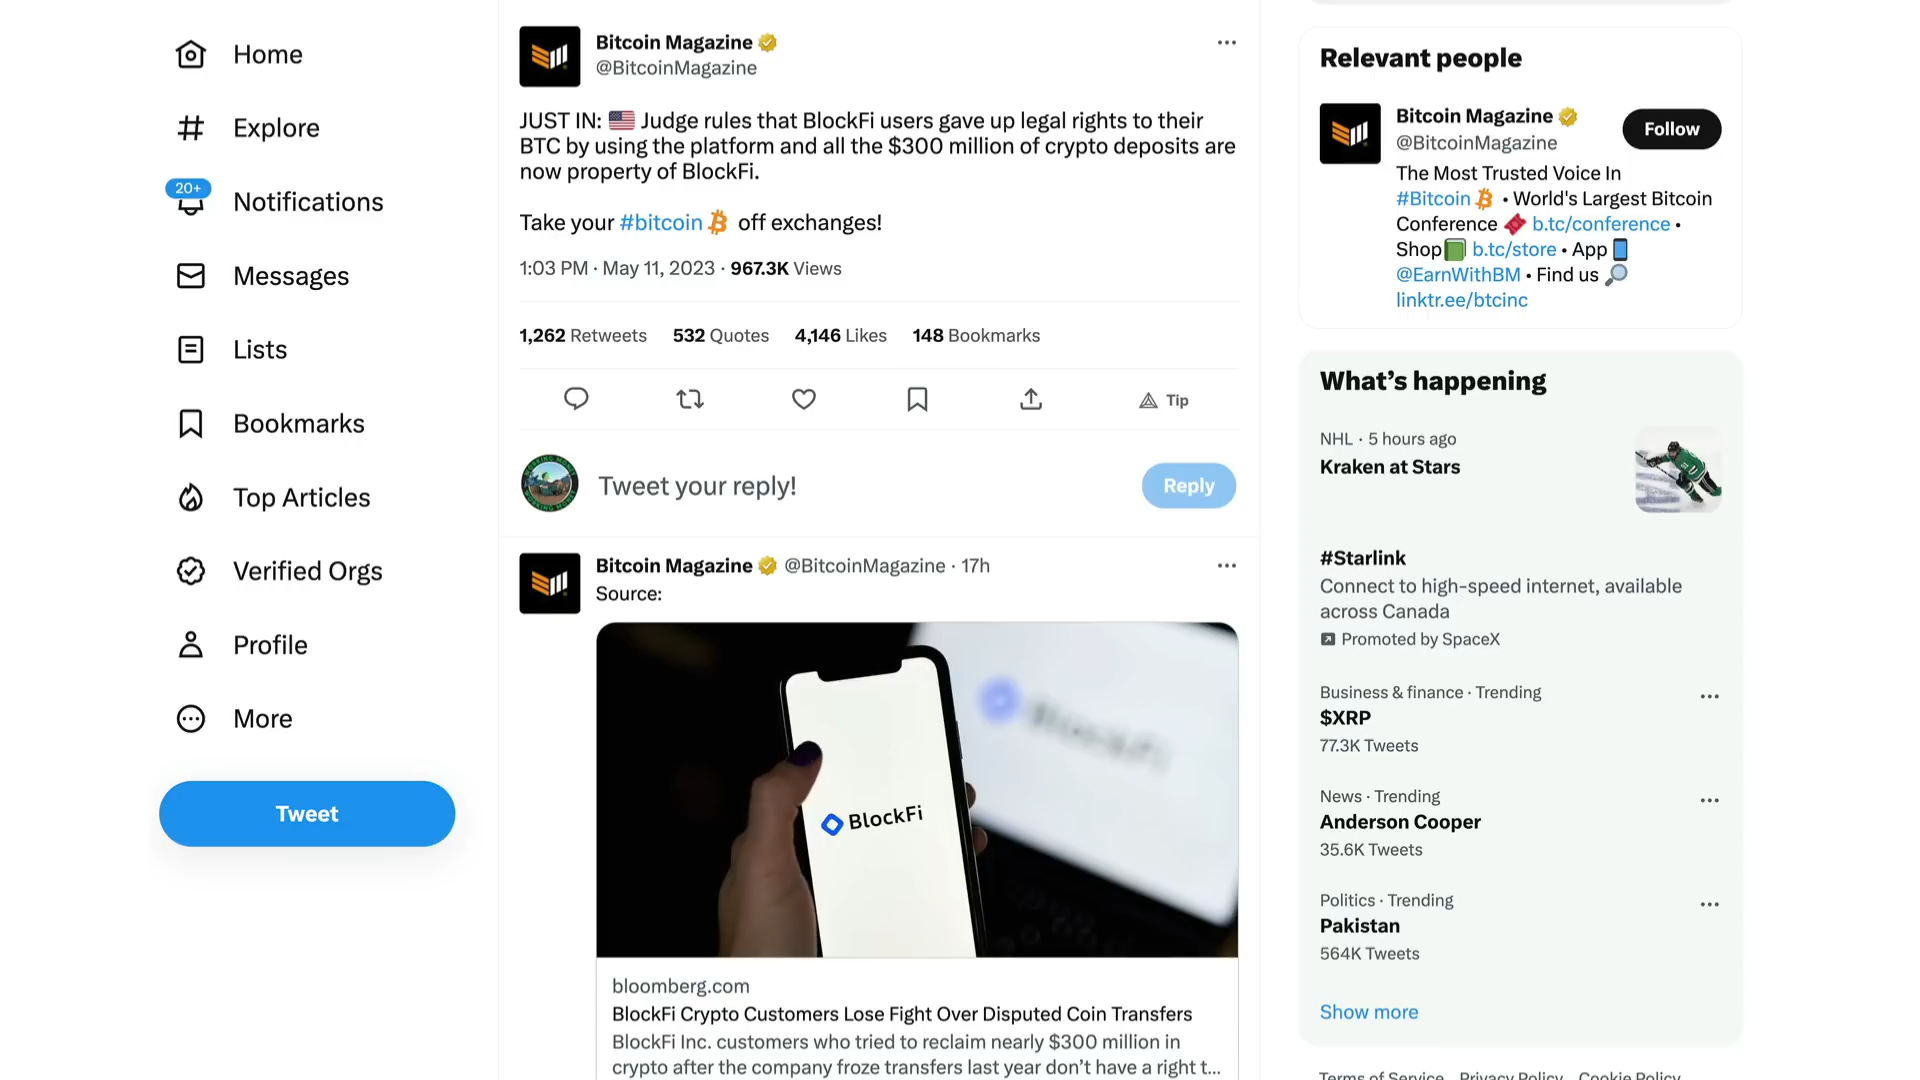 Home
Explore
20+
Notifications
Messages
Lists
Bookmarks
Top Articles
Verified Orgs
Profile
More
Tweet
Bitcoin Magazine
@BitcoinMagazine
JUST IN: 🇺🇸 Judge rules that BlockFi users gave up legal rights to their
BTC by using the platform and all the $300 million of crypto deposits are
now property of BlockFi.
Take your #bitcoin off exchanges!
1:03 PM · May 11, 2023 · 967.3K Views
1,262 Retweets 532 Quotes 4,146 Likes 148 Bookmarks
Tip
Tweet your reply!
Reply
Bitcoin Magazine @BitcoinMagazine · 17h
Source:
BlockFi
BlockFi
bloomberg.com
BlockFi Crypto Customers Lose Fight Over Disputed Coin Transfers
BlockFi Inc. customers who tried to reclaim nearly $300 million in
crypto after the company froze transfers last year don't have a right t...
Relevant people
Bitcoin Magazine
@BitcoinMagazine
Follow
The Most Trusted Voice In
#Bitcoin • World's Largest Bitcoin
Conference 🎟️ b.tc/conference •
Shop📗 b.tc/store • App📱
@EarnWithBM • Find us 🔎
linktr.ee/btcinc
What's happening
NHL · 5 hours ago
Kraken at Stars
#Starlink
Connect to high-speed internet, available
across Canada
Promoted by SpaceX
Business & finance · Trending
$XRP
77.3K Tweets
News · Trending
Anderson Cooper
35.6K Tweets
Politics · Trending
Pakistan
564K Tweets
Show more
Terms of Service Privacy Policy Cookie Policy